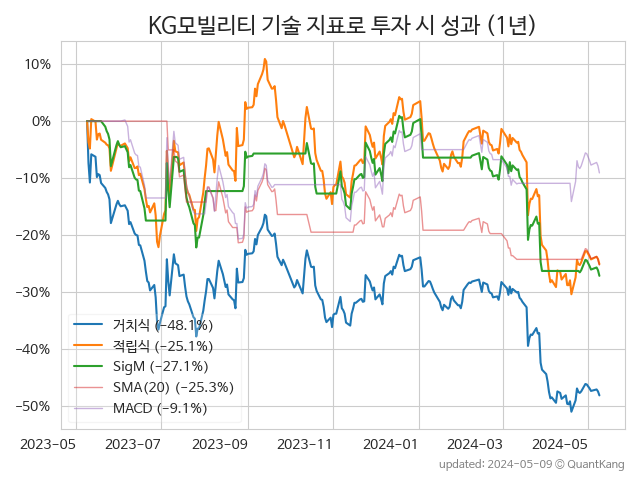 KG모빌리티 기술 지표로 투자 시 성과 (1년)
10%
0%
−10%
−20%
−30%
−40%
−50%
거치식 (−48.1%)
적립식 (−25.1%)
SigM (−27.1%)
SMA(20) (−25.3%)
MACD (−9.1%)
2023-05 2023-07 2023-09 2023-11 2024-01 2024-03 2024-05
updated: 2024-05-09 ⓒ QuantKang